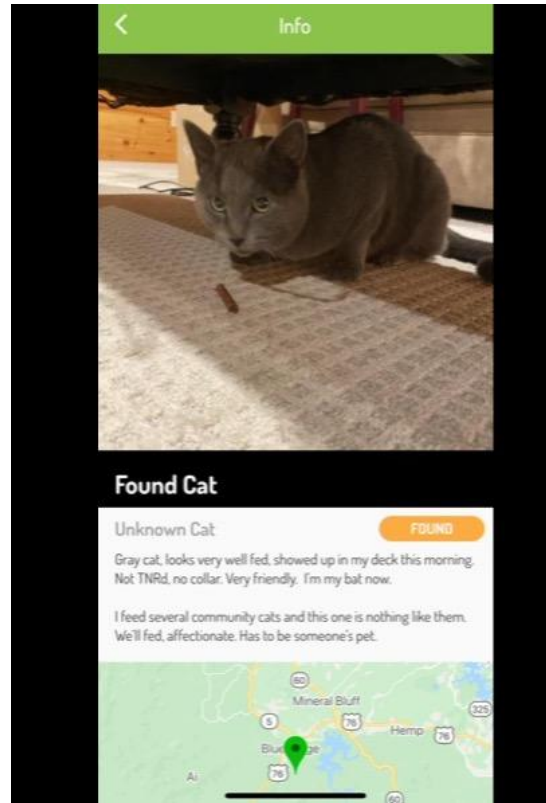 Info
Found Cat
Unknown Cat
FOUND
Gray cat, looks very well fed, showed up in my deck this morning.
Not TNRd, no collar. Very friendly. I'm my bat now.
I feed several community cats and this one is nothing like them.
We'll fed, affectionate. Has to be someone's pet.
60
Mineral Bluff
5
76
Hemp
76
325
Ai
76
60